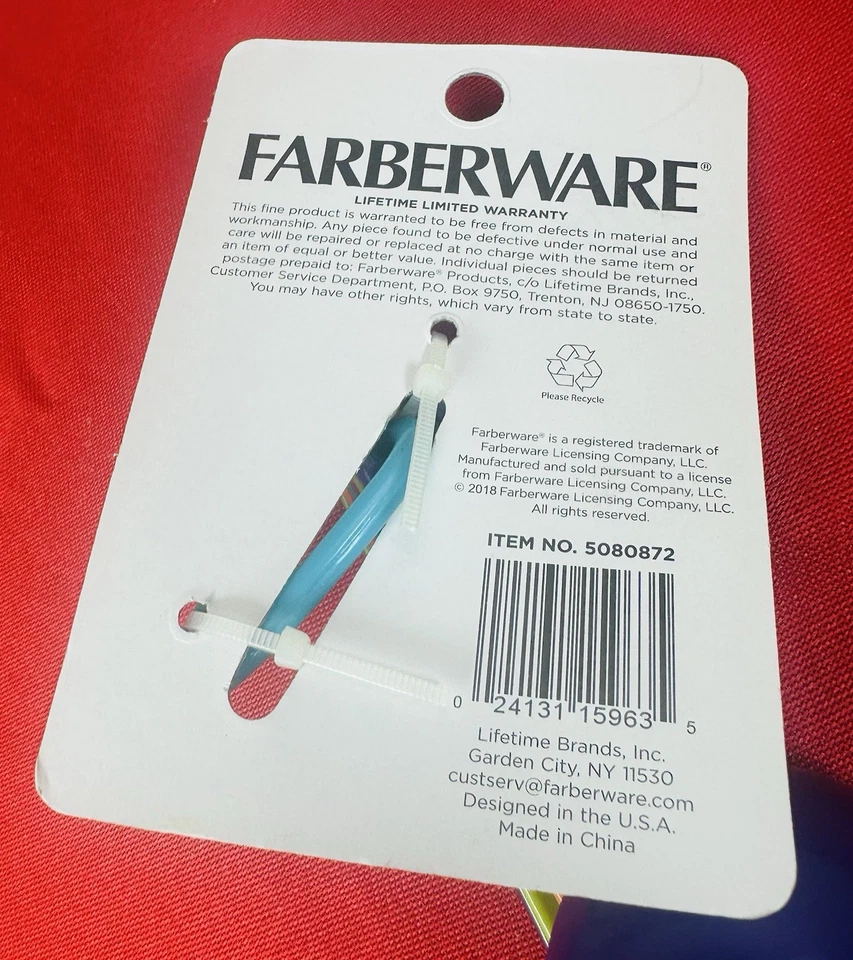 FARBERWARE®
LIFETIME LIMITED WARRANTY
This fine product is warranted to be free from defects in material and
workmanship. Any piece found to be defective under normal use and
care will be repaired or replaced at no charge with the same item or
an item of equal or better value. Individual pieces should be returned
postage prepaid to: Farberware® Products, c/o Lifetime Brands, Inc.,
Customer Service Department, P.O. Box 9750, Trenton, NJ 08650-1750.
You may have other rights, which vary from state to state.
Please Recycle
Farberware® is a registered trademark of
Farberware Licensing Company, LLC.
Manufactured and sold pursuant to a license
from Farberware Licensing Company, LLC.
© 2018 Farberware Licensing Company, LLC.
All rights reserved.
ITEM NO. 5080872
0 24131 15963 5
Lifetime Brands, Inc.
Garden City, NY 11530
custserv@farberware.com
Designed in the U.S.A.
Made in China